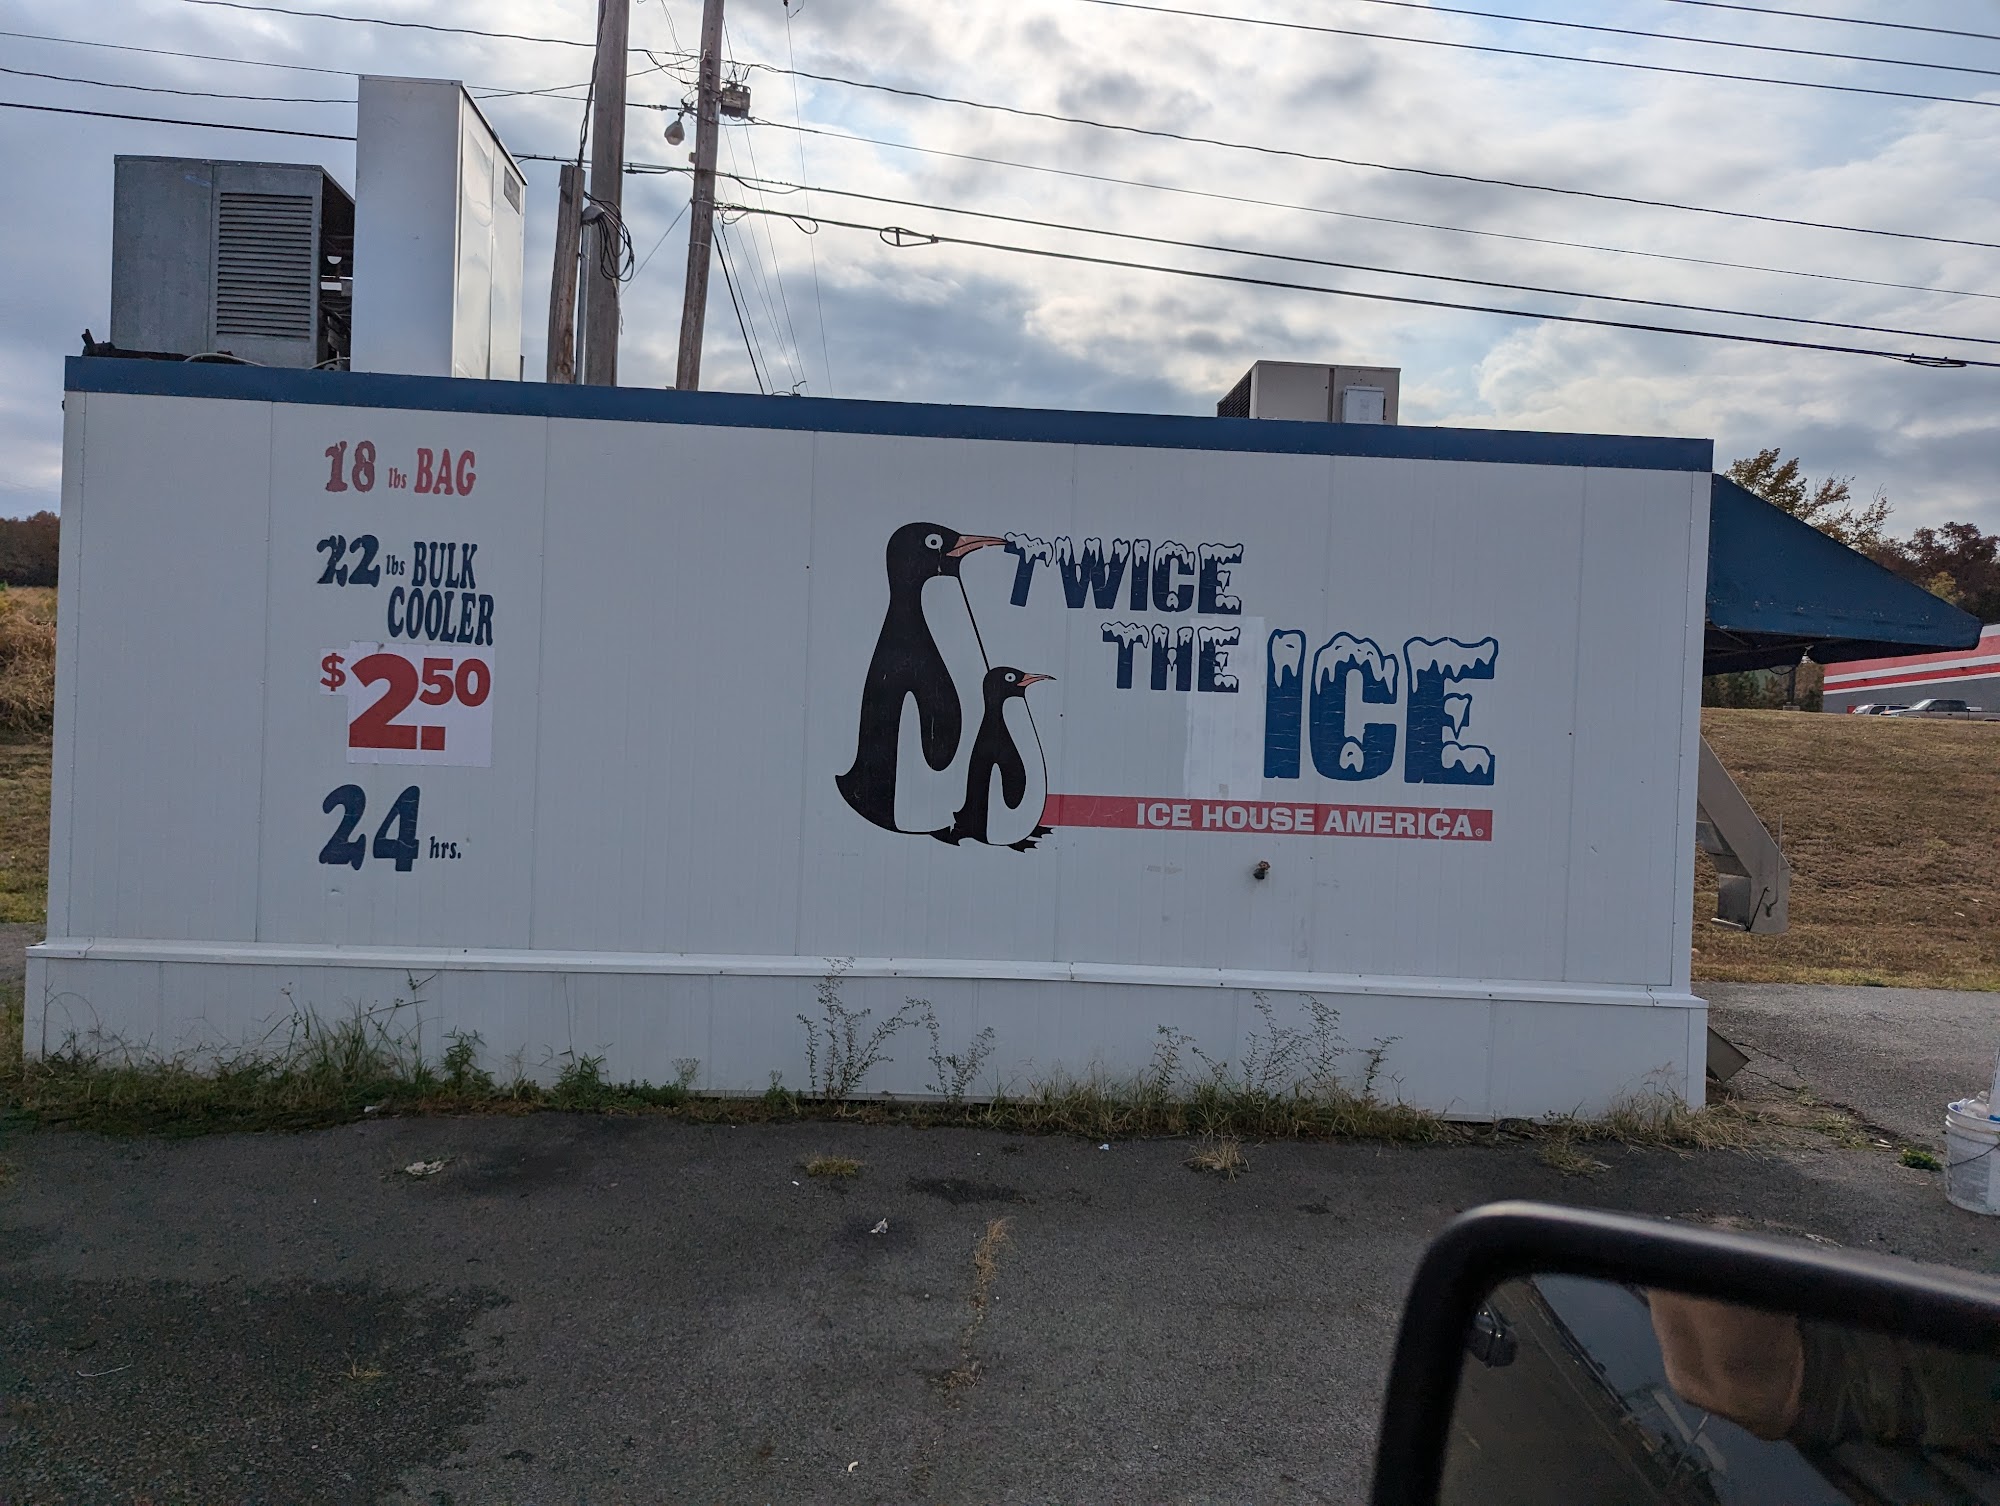 18 lbs BAG
22 lbs BULK
COOLER
$2.50
24 hrs.
TWICE
THE ICE
ICE HOUSE AMERICA®